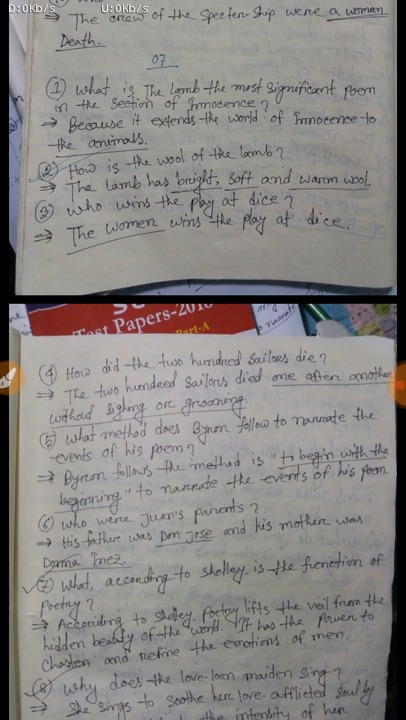 D:0Kb/s U:0Kb/s
⇒ The crew of the Specter-Ship were a woman
Death.
07
(1) What is The Lamb the most significant poem
in the section of Innocence?
⇒ Because it extends the world of Innocence to
the animals.
(2) How is the wool of the lamb?
⇒ The lamb has bright, soft and warm wool.
(3) Who wins the play at dice?
⇒ The women wins the play at dice.
Test Papers-20
Part-A
(4) How did the two hundred sailors die?
⇒ The two hundred Sailors died one after another
without sighing or groaning.
(5) What method does Byron follow to narrate the
events of his poem?
⇒ Byron follows the method is "to begin with the
beginning" to narrate the events of his poem.
(6) Who were Juan's parents?
⇒ His father was Don Jose and his mother was
Donna Inez.
(7) What, according to Shelley is the function of
poetry?
⇒ According to Shelley, Poetry lifts the veil from the
hidden beauty of the world. It has the power to
chasten and refine the emotions of men.
(8) Why does the love-lorn maiden sing?
⇒ She sings to soothe her love-afflicted soul by
the intensity of her